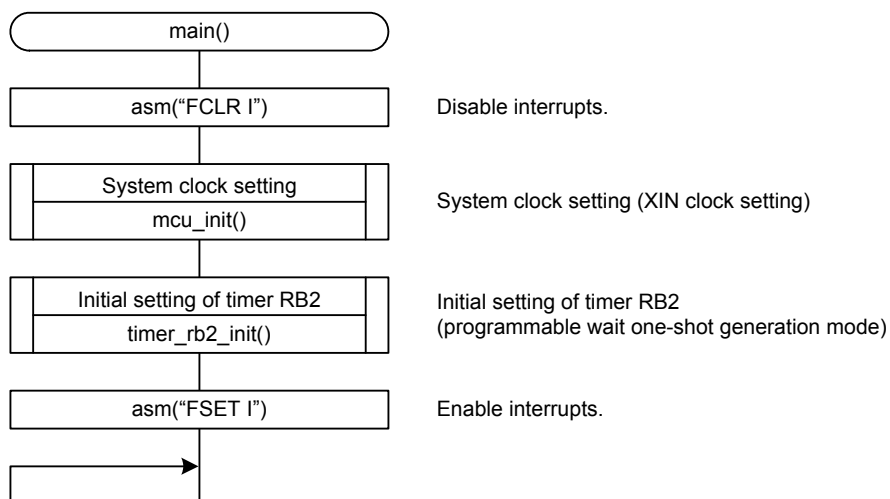 main()
asm(“FCLR I”)
Disable interrupts.
System clock setting
mcu_init()
System clock setting (XIN clock setting)
Initial setting of timer RB2
timer_rb2_init()
Initial setting of timer RB2
(programmable wait one-shot generation mode)
asm(“FSET I”)
Enable interrupts.